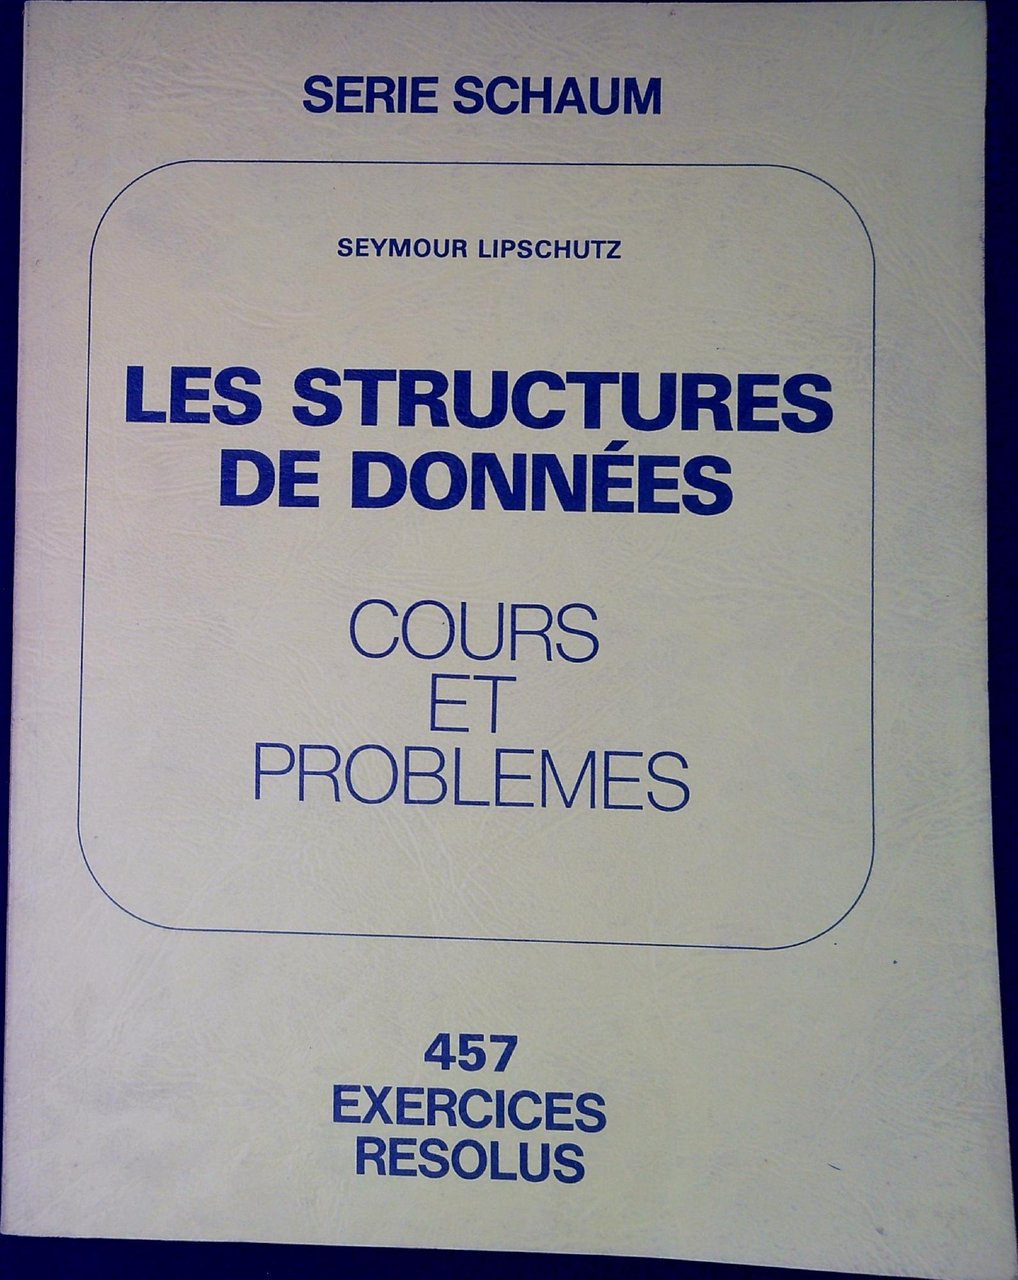 SERIE SCHAUM
SEYMOUR LIPSCHUTZ
LES STRUCTURES
DE DONNÉES
COURS
ET
PROBLEMES
457
EXERCICES
RESOLUS